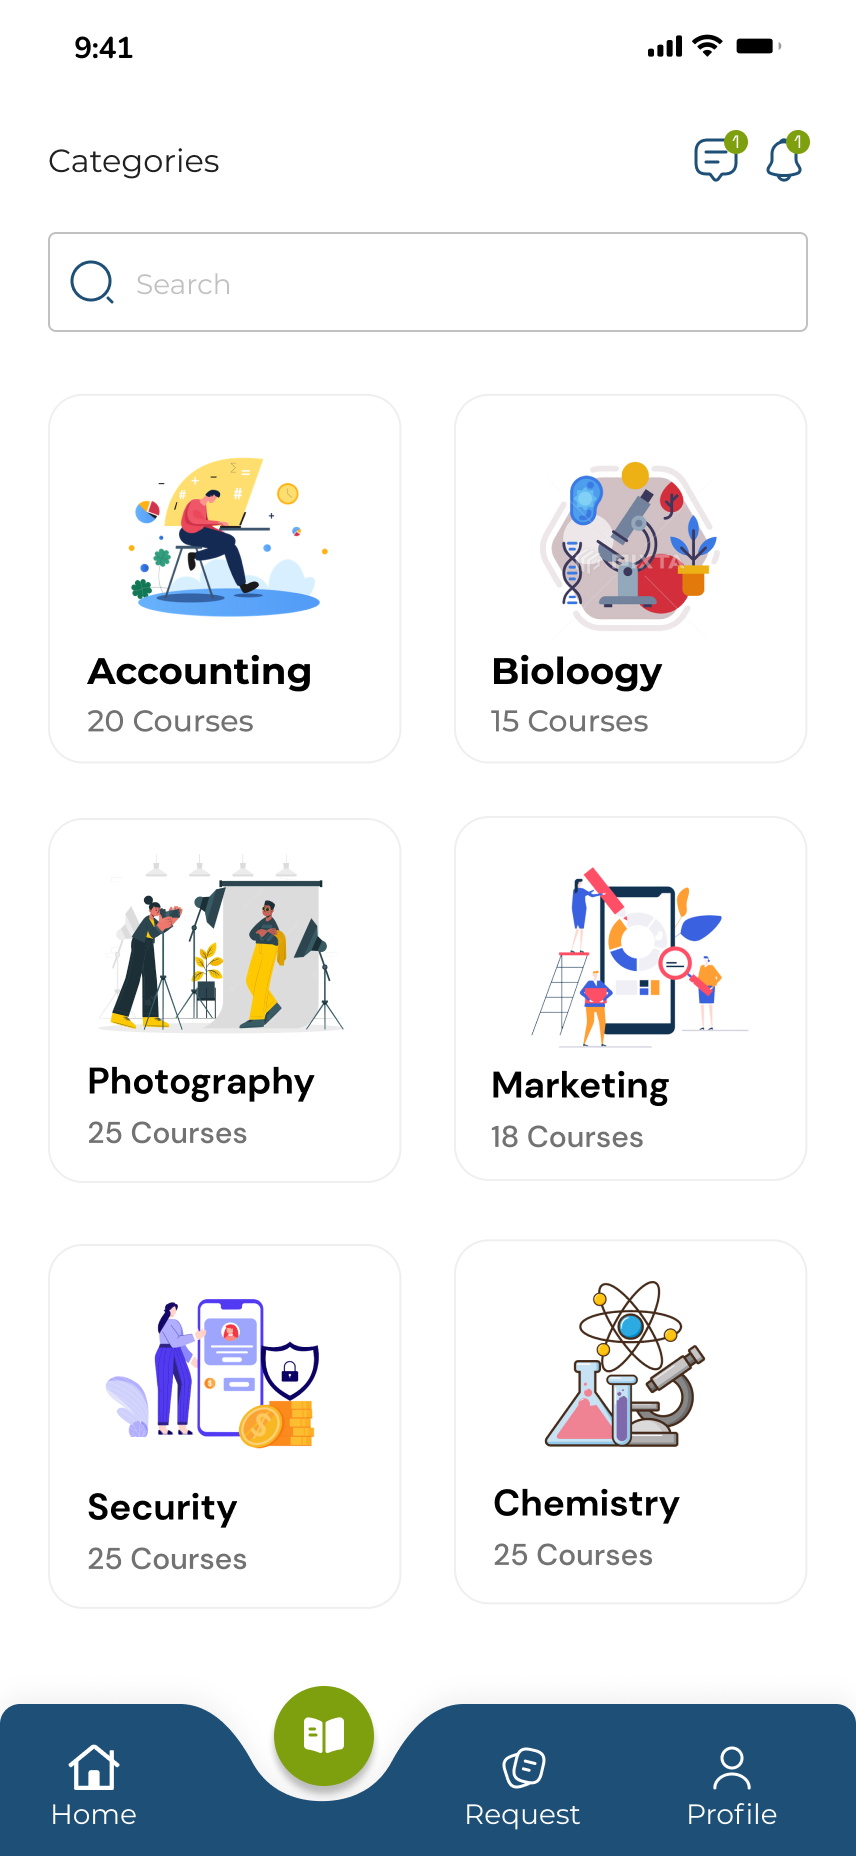 9:41
Categories
1
1
Search
Accounting
20 Courses
Bioloogy
15 Courses
Photography
25 Courses
Marketing
18 Courses
Security
25 Courses
Chemistry
25 Courses
Home
Request
Profile